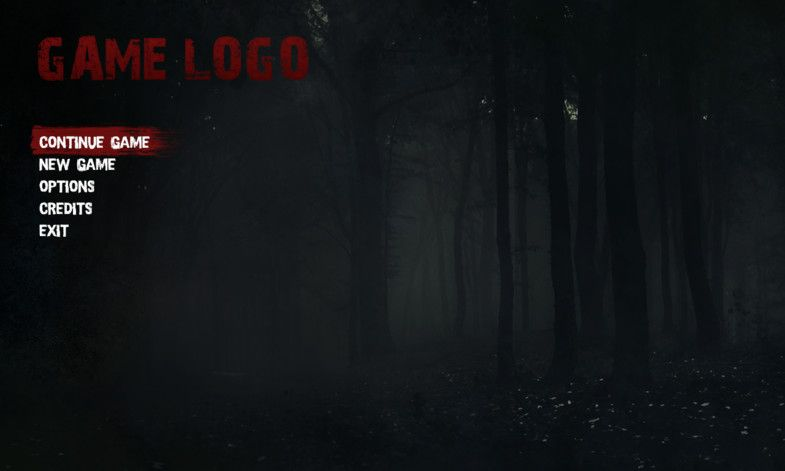 GAME LOGO
CONTINUE GAME
NEW GAME
OPTIONS
CREDITS
EXIT